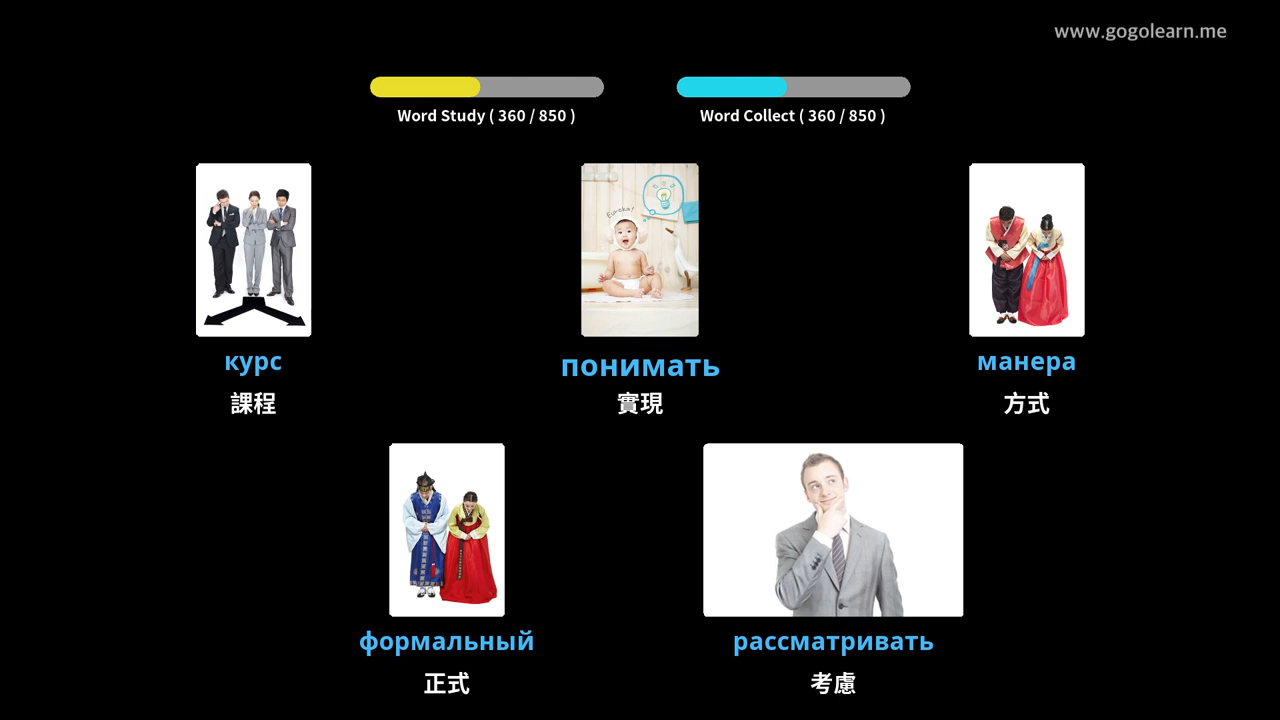 www.gogolearn.me
Word Study ( 360 / 850 )
Word Collect ( 360 / 850 )
Eureka!
курс
понимать
манера
課程
實現
方式
формальный
рассматривать
正式
考慮